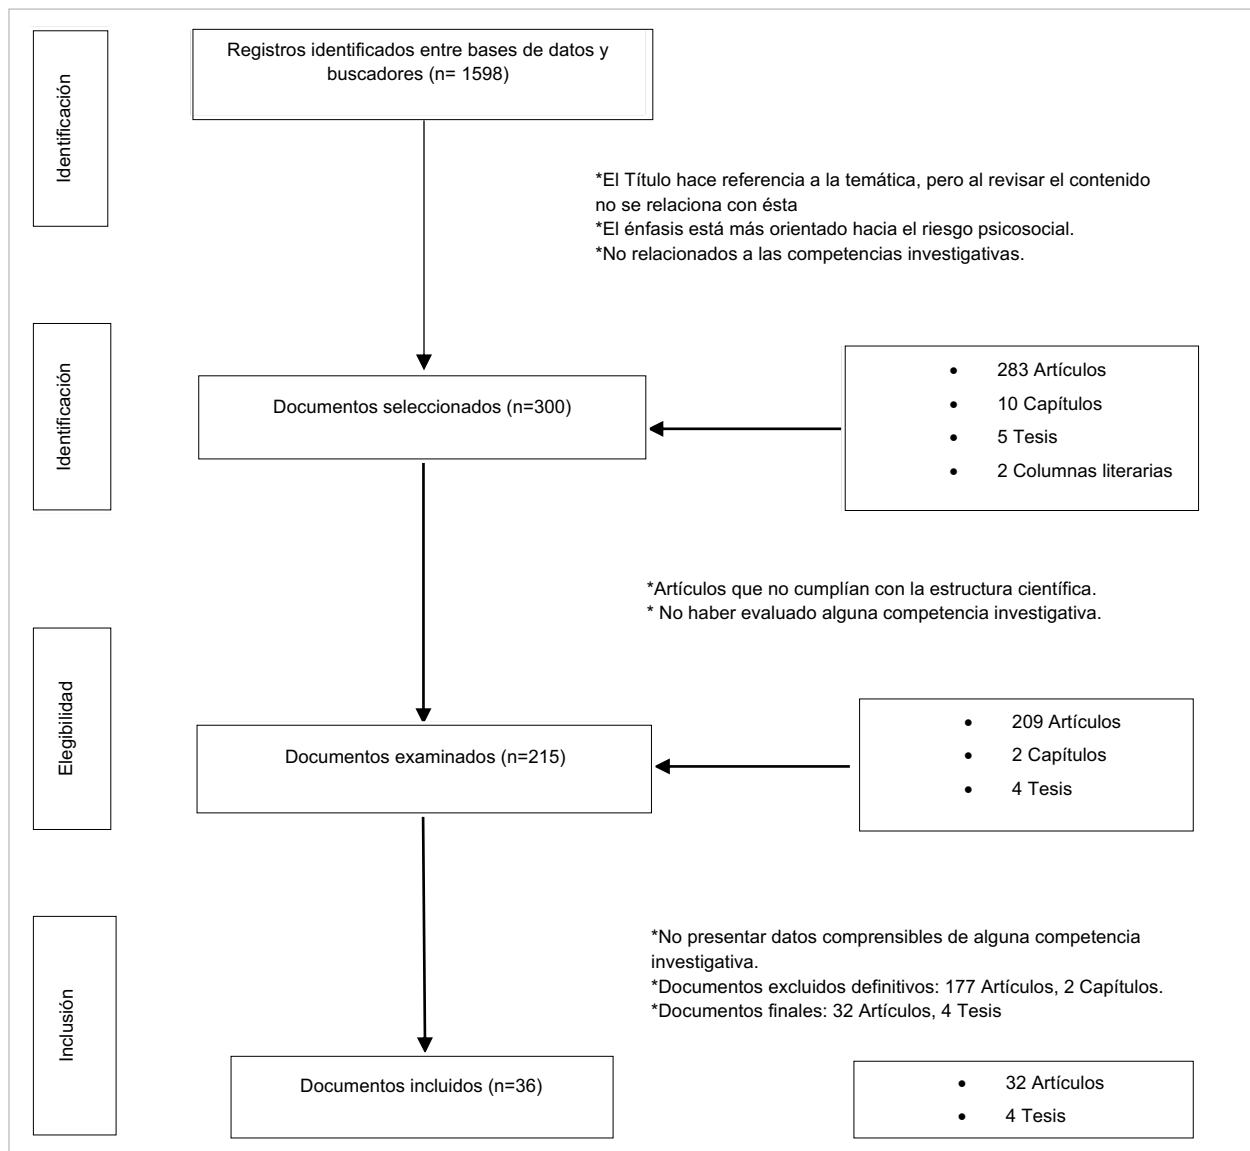 Identificación
Registros identificados entre bases de datos y
buscadores (n= 1598)
*El Título hace referencia a la temática, pero al revisar el contenido
no se relaciona con ésta
*El énfasis está más orientado hacia el riesgo psicosocial.
*No relacionados a las competencias investigativas.
Identificación
Documentos seleccionados (n=300)
• 283 Artículos
• 10 Capítulos
• 5 Tesis
• 2 Columnas literarias
*Artículos que no cumplían con la estructura científica.
* No haber evaluado alguna competencia investigativa.
Elegibilidad
Documentos examinados (n=215)
• 209 Artículos
• 2 Capítulos
• 4 Tesis
*No presentar datos comprensibles de alguna competencia
investigativa.
*Documentos excluidos definitivos: 177 Artículos, 2 Capítulos.
*Documentos finales: 32 Artículos, 4 Tesis
Inclusión
Documentos incluidos (n=36)
• 32 Artículos
• 4 Tesis